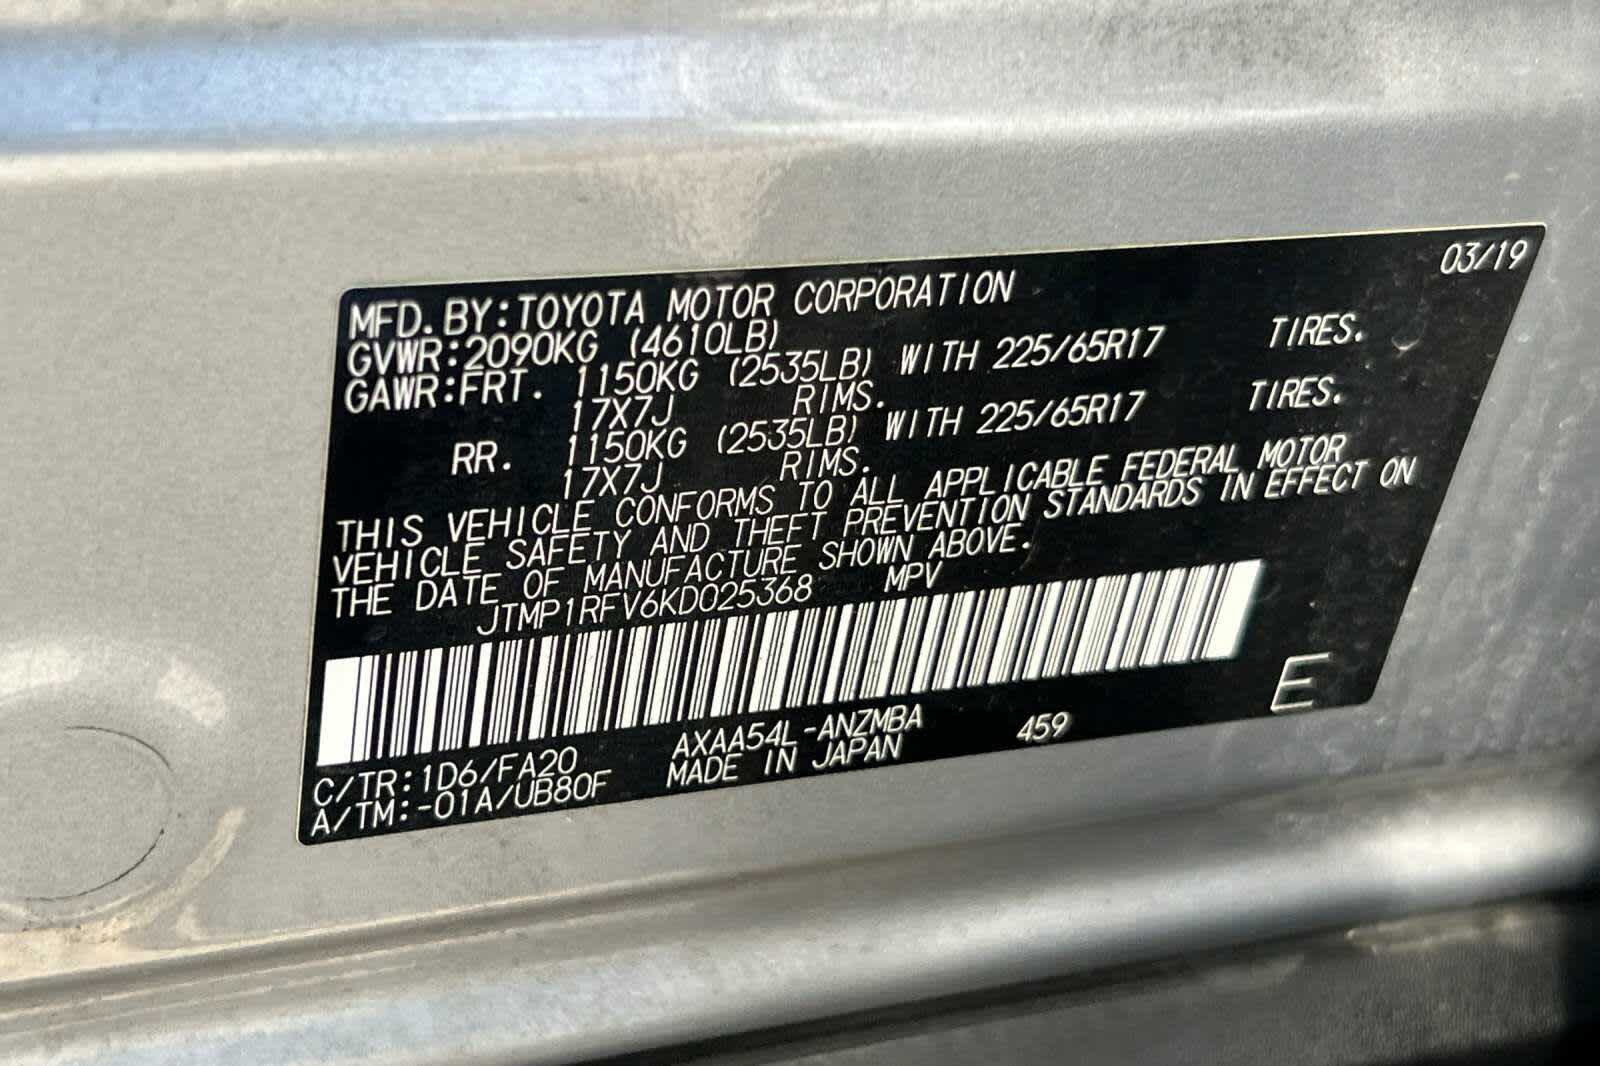 03/19
MFD. BY:TOYOTA MOTOR CORPORATION
GVWR:2090KG (4610LB)
GAWR:FRT. 1150KG (2535LB) WITH 225/65R17 TIRES.
17X7J RIMS.
RR. 1150KG (2535LB) WITH 225/65R17 TIRES.
17X7J RIMS.
THIS VEHICLE CONFORMS TO ALL APPLICABLE FEDERAL MOTOR
VEHICLE SAFETY AND THEFT PREVENTION STANDARDS IN EFFECT ON
THE DATE OF MANUFACTURE SHOWN ABOVE.
JTMP1RFV6KD025368 MPV
E
C/TR:1D6/FA20 AXAA54L-ANZMBA 459
A/TM:-01A/UB80F MADE IN JAPAN